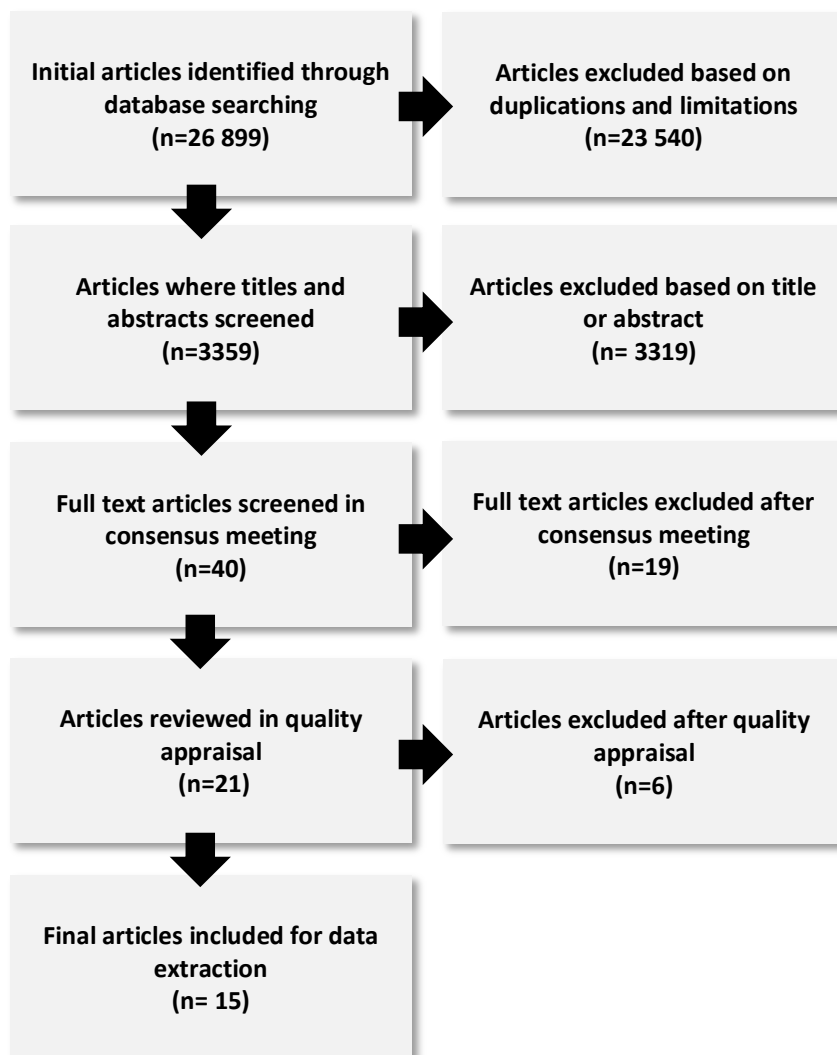 Initial articles identified through
database searching
(n=26 899)
Articles excluded based on
duplications and limitations
(n=23 540)
Articles where titles and
abstracts screened
(n=3359)
Articles excluded based on title
or abstract
(n= 3319)
Full text articles screened in
consensus meeting
(n=40)
Full text articles excluded after
consensus meeting
(n=19)
Articles reviewed in quality
appraisal
(n=21)
Articles excluded after quality
appraisal
(n=6)
Final articles included for data
extraction
(n= 15)